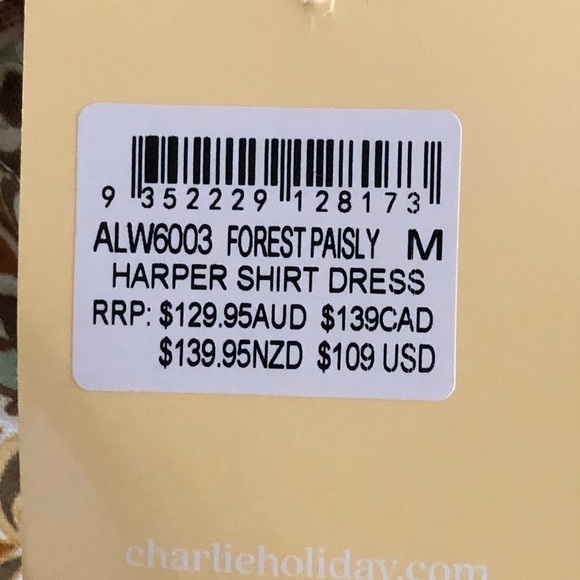 9 352229 128173
ALW6003 FOREST PAISLY M
HARPER SHIRT DRESS
RRP: $129.95AUD $139CAD
$139.95NZD $109 USD
charlieholiday.com